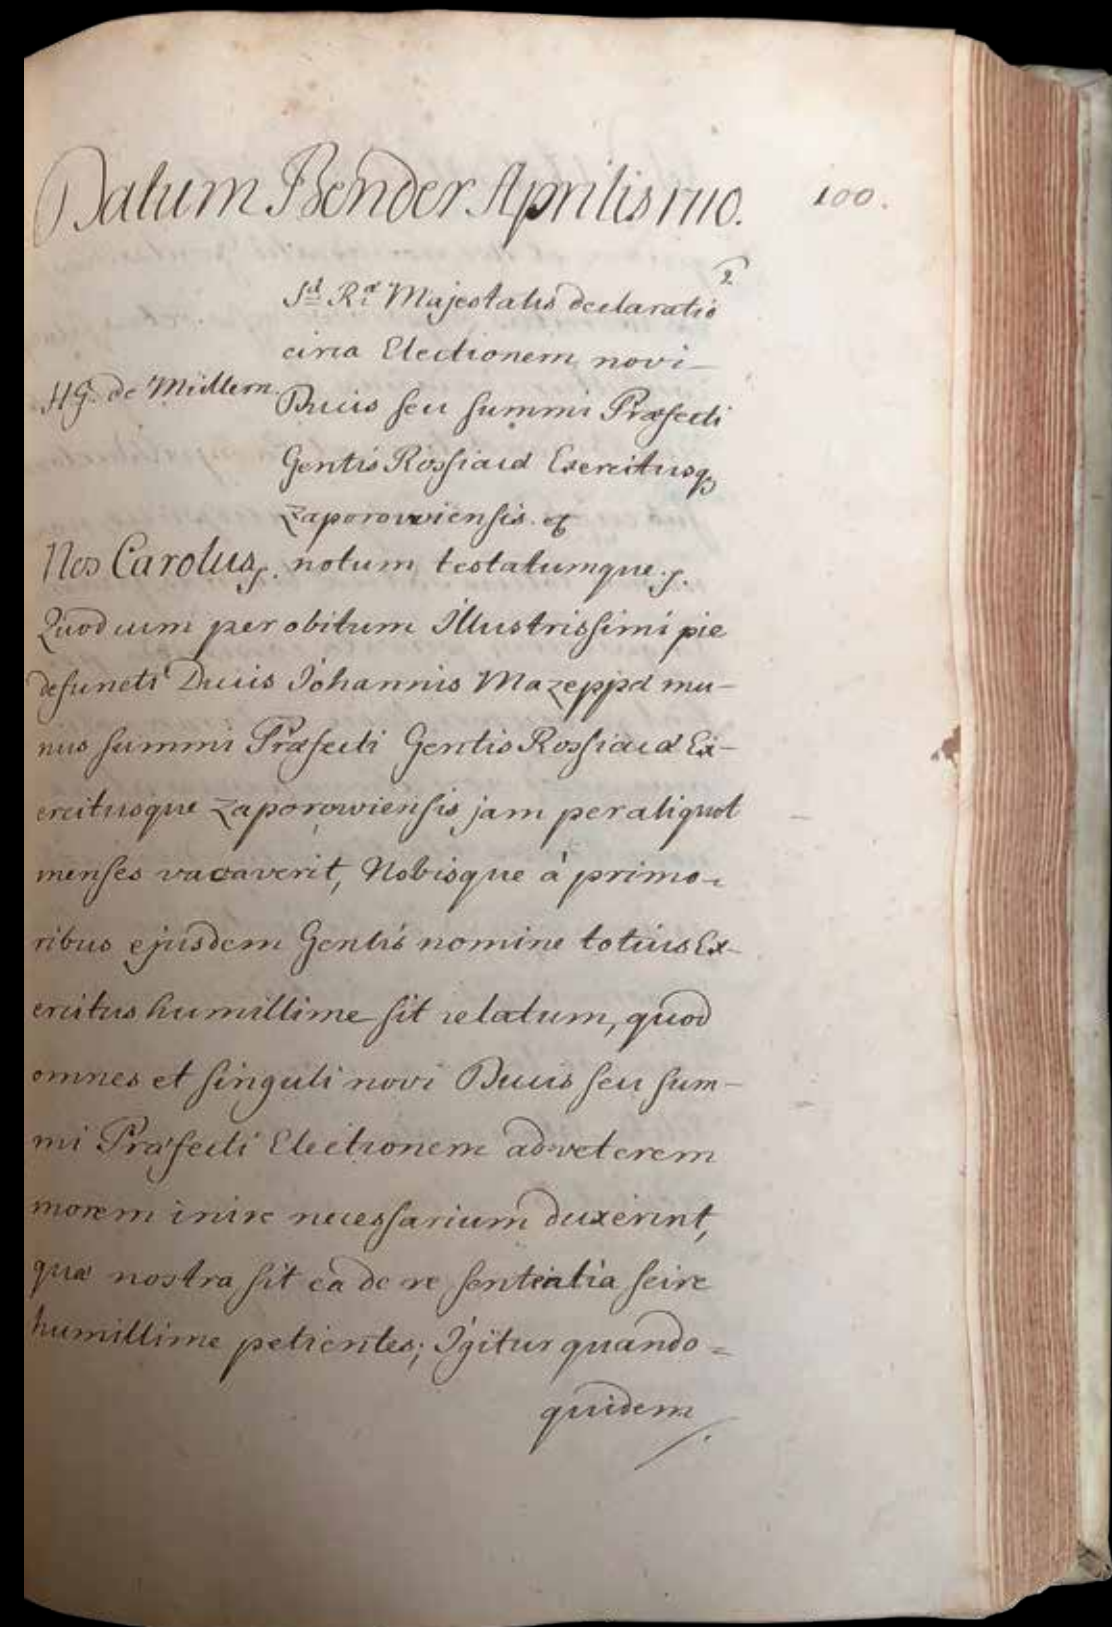 Datum Bender Aprilis 1710. 100.
2
Sæ Ræ Majestatis declaratio
circa Electionem novi
HG. de Müllern.
Ducis seu summi Præfecti
Gentis Rossiacæ Exercitusq
Zaporowiensis.
Nos Carolus notum testatumque
Quod cum per obitum Illustrissimi pie
defuncti Ducis Johannis Mazeppæ mu-
nus summi Præfecti Gentis Rossiacæ Ex-
ercitusque Zaporowiensis jam per aliquot
menses vacaverit, Nobisque à primo-
ribus ejusdem Gentis nomine totius Ex-
ercitus humillime sit relatum, quod
omnes et singuli novi Ducis seu sum-
mi Præfecti Electionem ad veterem
morem inire necessarium duxerint,
quæ nostra sit ea de re sententia scire
humillime petientes; Igitur quando=
quidem